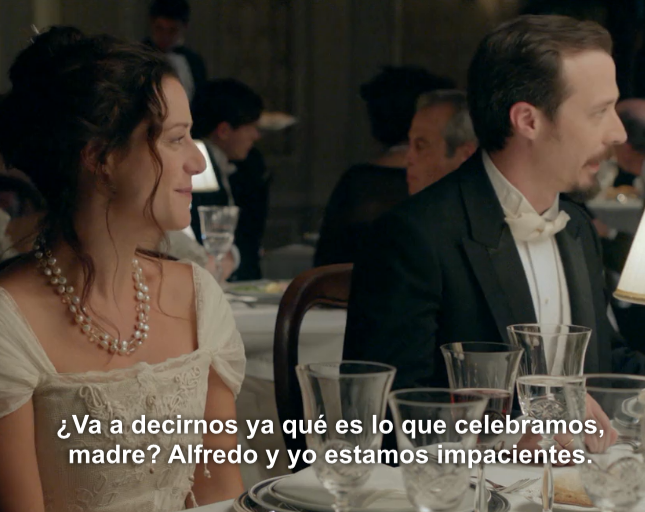 ¿Va a decirnos ya qué es lo que celebramos,
madre? Alfredo y yo estamos impacientes.